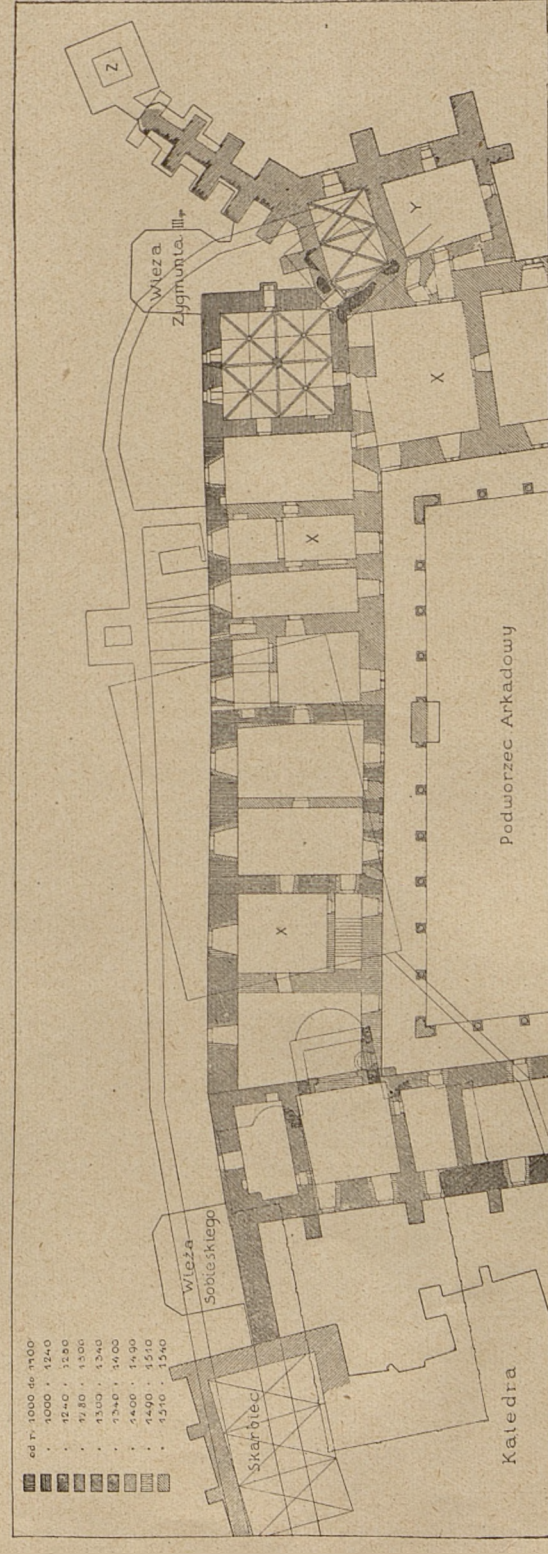 Z
Wieża
Zygmunta III
Y
X
X
X
Podworzec Arkadowy
Wieża
Sobieskiego
Skarbiec
Katedra
od r. 1000 do 1100
• 1000 • 1240
• 1240 • 1280
• 1280 • 1300
• 1300 • 1340
• 1340 • 1400
• 1400 • 1490
• 1490 • 1510
• 1510 • 1540